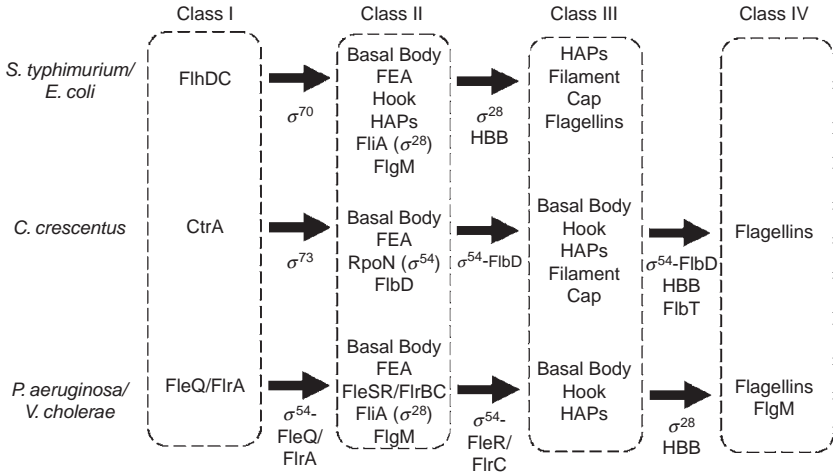 Class I
Class II
Class III
Class IV
S. typhimurium/
E. coli
FlhDC
σ⁷⁰
Basal Body
FEA
Hook
HAPs
FliA (σ²⁸)
FlgM
σ²⁸
HBB
HAPs
Filament
Cap
Flagellins
C. crescentus
CtrA
σ⁷³
Basal Body
FEA
RpoN (σ⁵⁴)
FlbD
σ⁵⁴-FlbD
Basal Body
Hook
HAPs
Filament
Cap
σ⁵⁴-FlbD
HBB
FlbT
Flagellins
P. aeruginosa/
V. cholerae
FleQ/FlrA
σ⁵⁴-
FleQ/
FlrA
Basal Body
FEA
FleSR/FlrBC
FliA (σ²⁸)
FlgM
σ⁵⁴-
FleR/
FlrC
Basal Body
Hook
HAPs
σ²⁸
HBB
Flagellins
FlgM